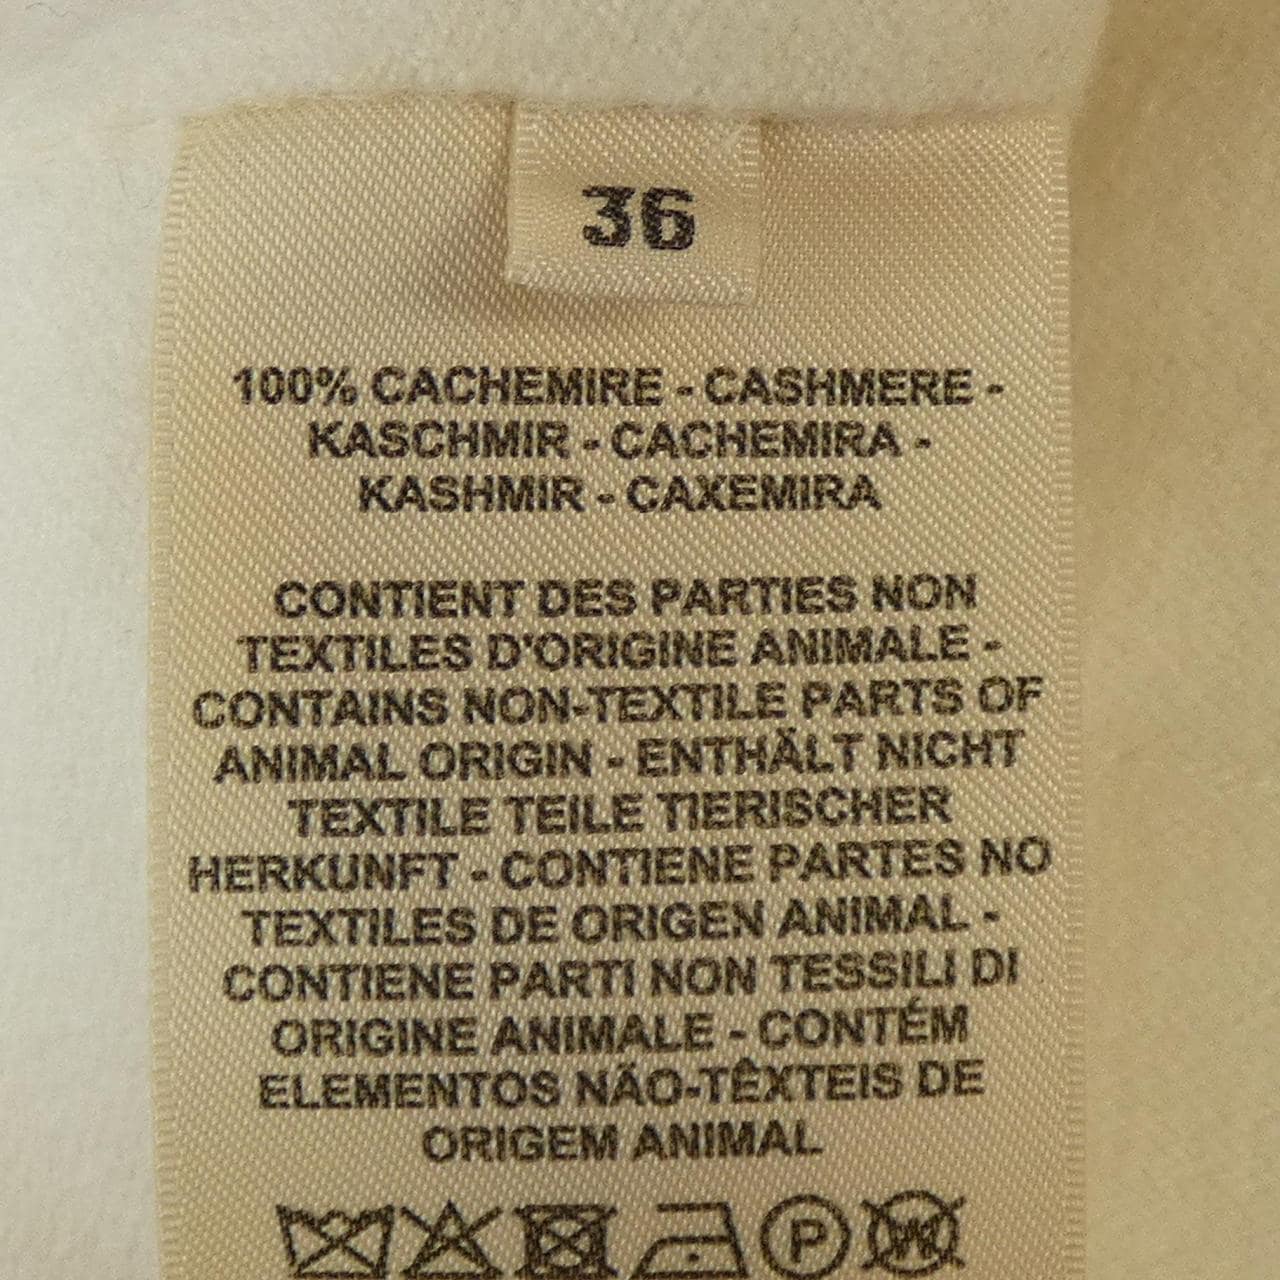 36
100% CACHEMIRE - CASHMERE -
KASCHMIR - CACHEMIRA -
KASHMIR - CAXEMIRA
CONTIENT DES PARTIES NON
TEXTILES D'ORIGINE ANIMALE -
CONTAINS NON-TEXTILE PARTS OF
ANIMAL ORIGIN - ENTHÄLT NICHT
TEXTILE TEILE TIERISCHER
HERKUNFT - CONTIENE PARTES NO
TEXTILES DE ORIGEN ANIMAL -
CONTIENE PARTI NON TESSILI DI
ORIGINE ANIMALE - CONTÉM
ELEMENTOS NÃO-TÊXTEIS DE
ORIGEM ANIMAL
P W